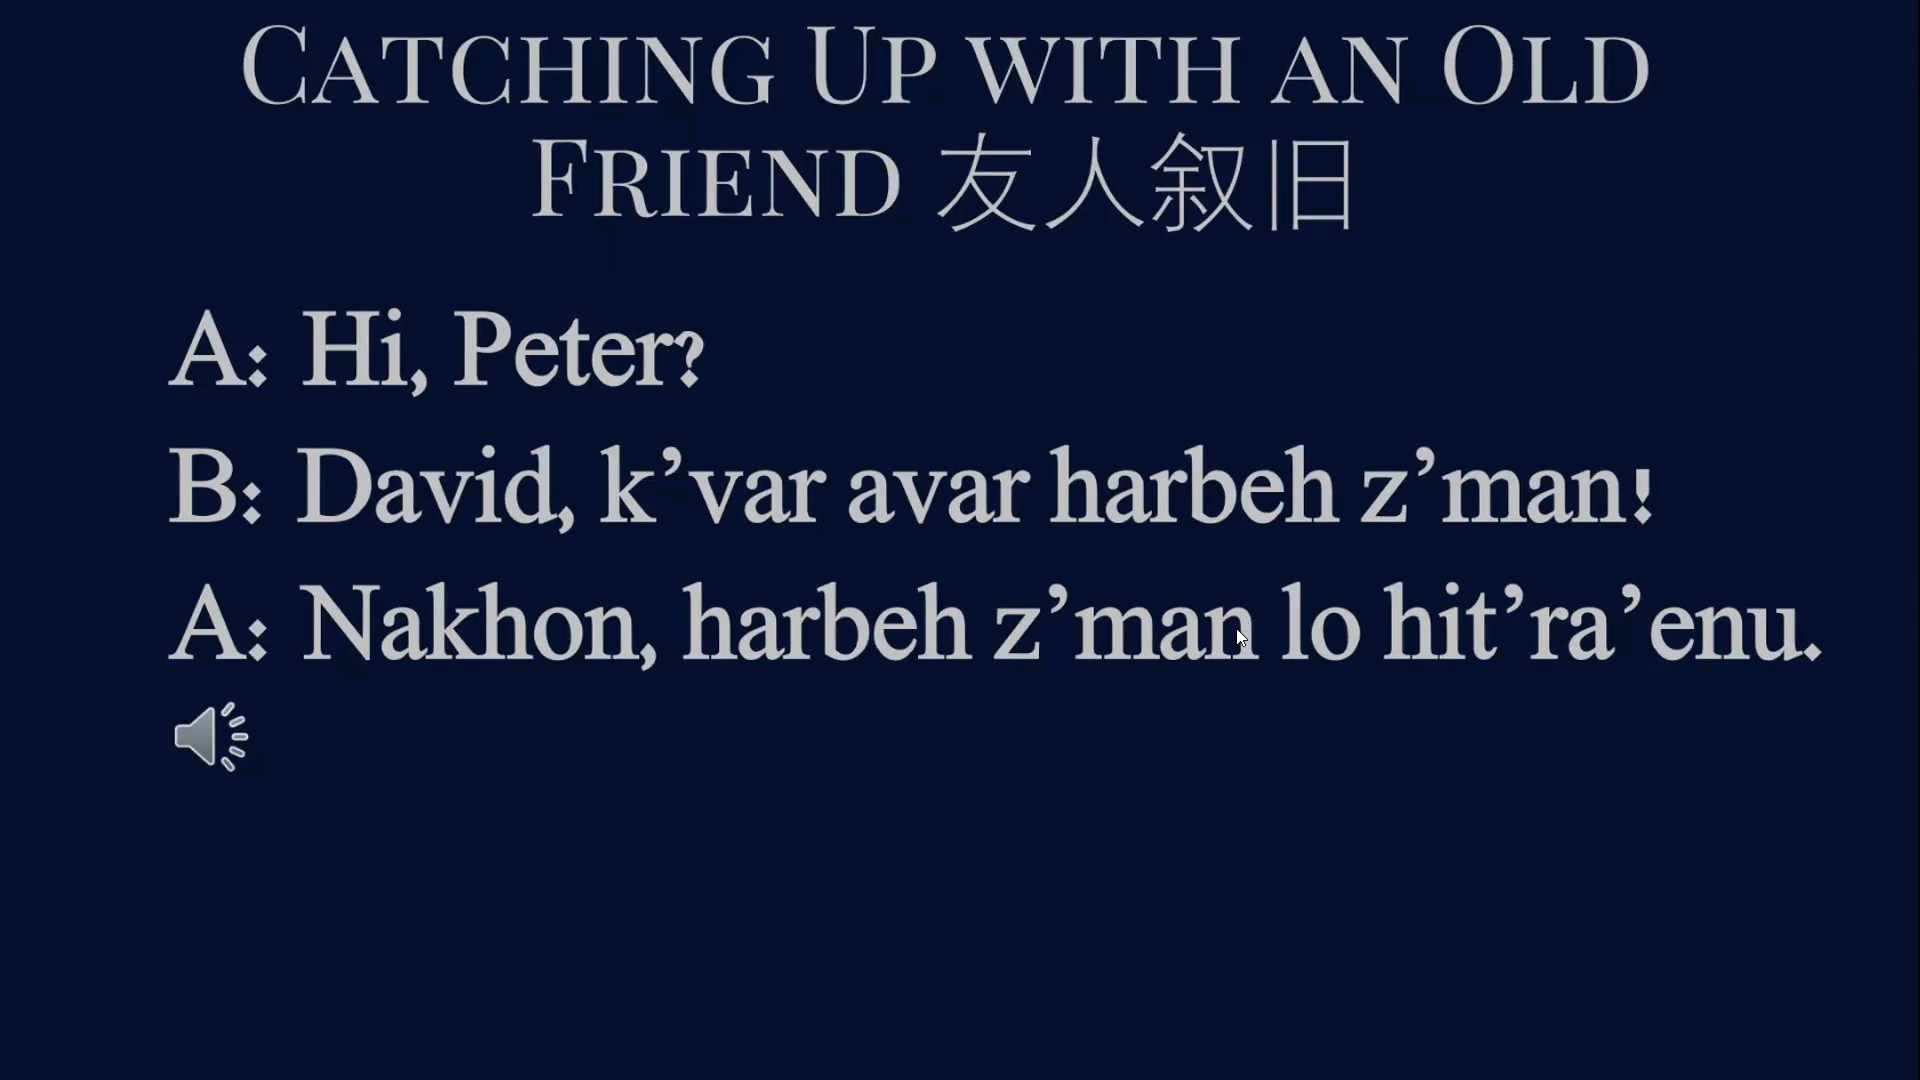 Catching Up with an Old
Friend 友人叙旧
A: Hi, Peter?
B: David, k’var avar harbeh z’man!
A: Nakhon, harbeh z’man lo hit’ra’enu.